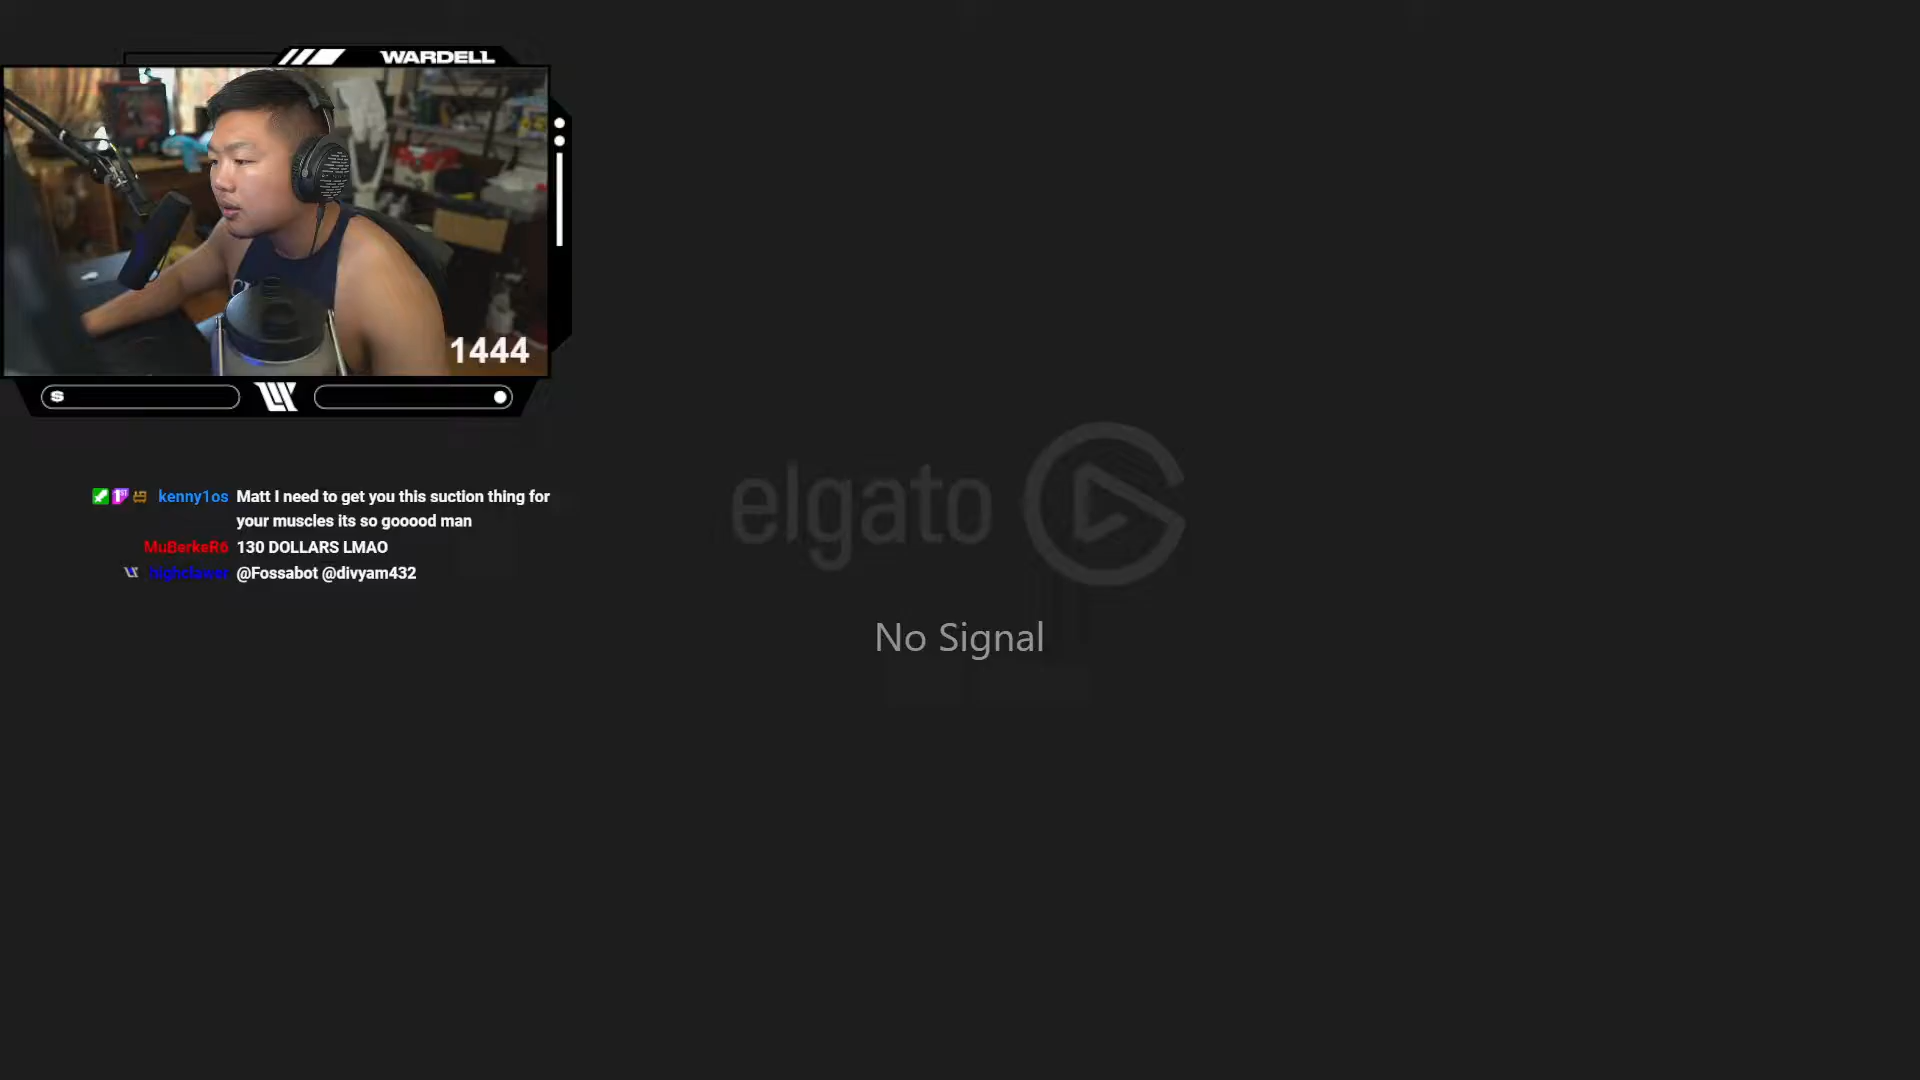 WARDELL
1444
S
kenny1os Matt I need to get you this suction thing for
your muscles its so gooood man
MuBerkeR6 130 DOLLARS LMAO
highclawer @Fossabot @divyam432
elgato
No Signal